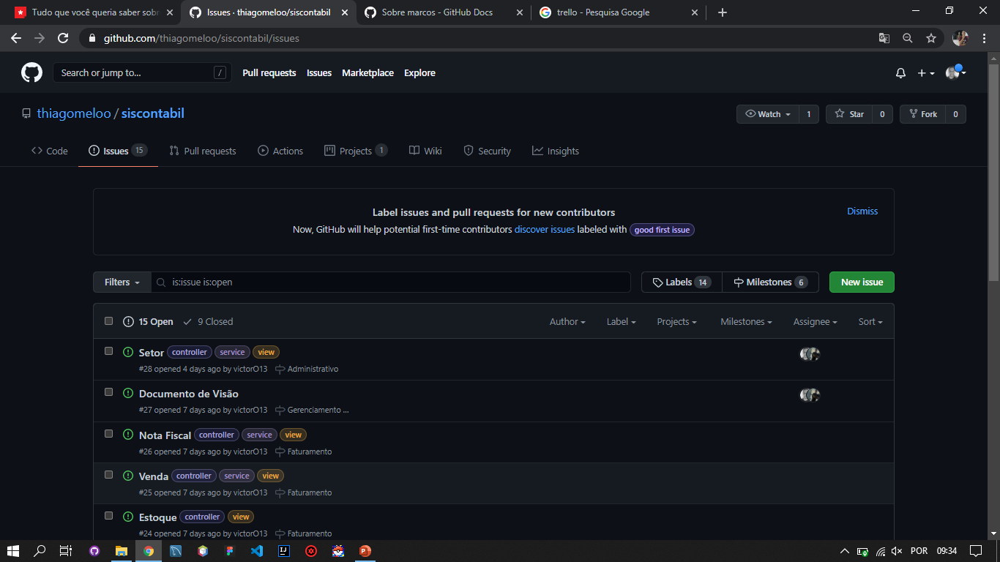 Tudo que você queria saber sobr
Issues · thiagomeloo/siscontabil
Sobre marcos - GitHub Docs
trello - Pesquisa Google
github.com/thiagomeloo/siscontabil/issues
Search or jump to... /
Pull requests Issues Marketplace Explore
thiagomeloo / siscontabil
Watch 1 Star 0 Fork 0
Code Issues 15 Pull requests Actions Projects 1 Wiki Security Insights
Label issues and pull requests for new contributors
Dismiss
Now, GitHub will help potential first-time contributors discover issues labeled with good first issue
Filters is:issue is:open Labels 14 Milestones 6 New issue
15 Open 9 Closed Author Label Projects Milestones Assignee Sort
Setor controller service view
#28 opened 4 days ago by victorO13 Administrativo
Documento de Visão
#27 opened 7 days ago by victorO13 Gerenciamento ...
Nota Fiscal controller service view
#26 opened 7 days ago by victorO13 Faturamento
Venda controller service view
#25 opened 7 days ago by victorO13 Faturamento
Estoque controller view
#24 opened 7 days ago by victorO13 Faturamento
POR 09:34